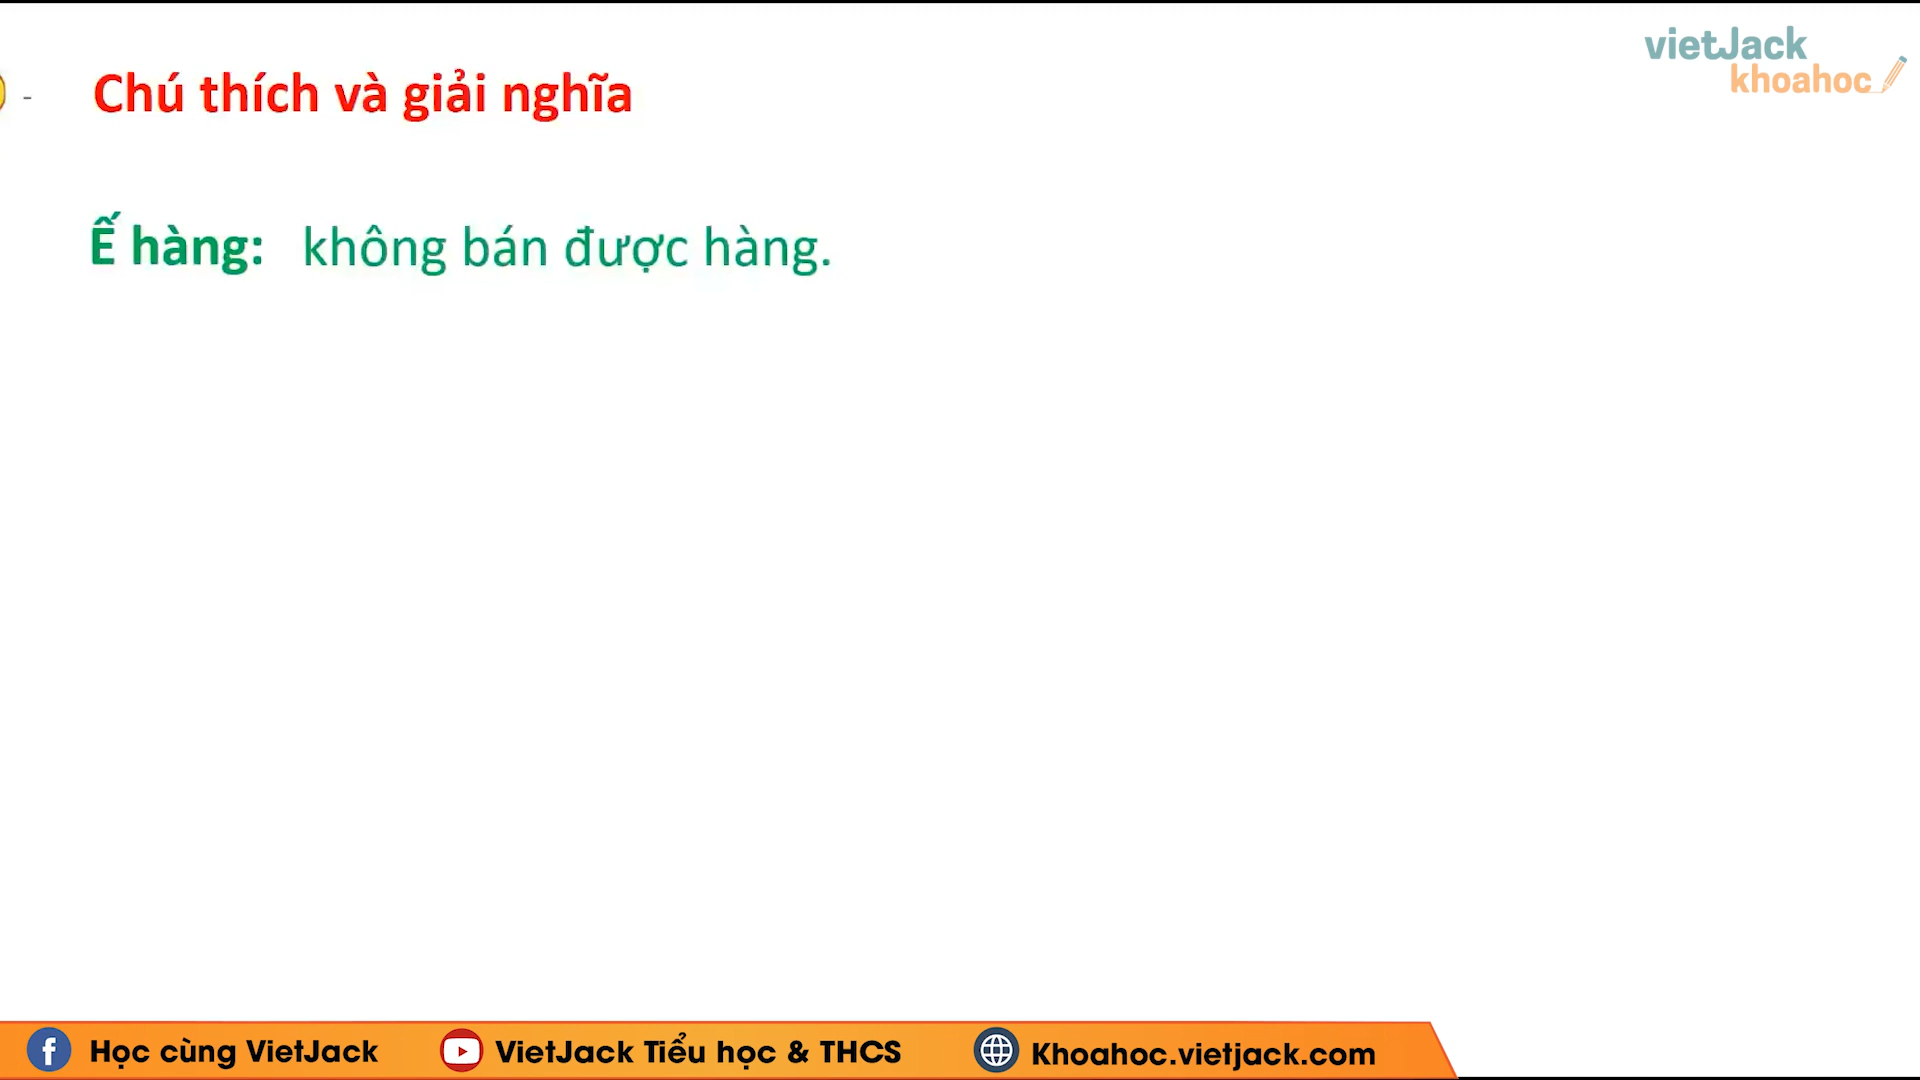 vietJack
khoahoc
- Chú thích và giải nghĩa
Ế hàng: không bán được hàng.
Học cùng VietJack
VietJack Tiểu học & THCS
Khoahoc.vietjack.com